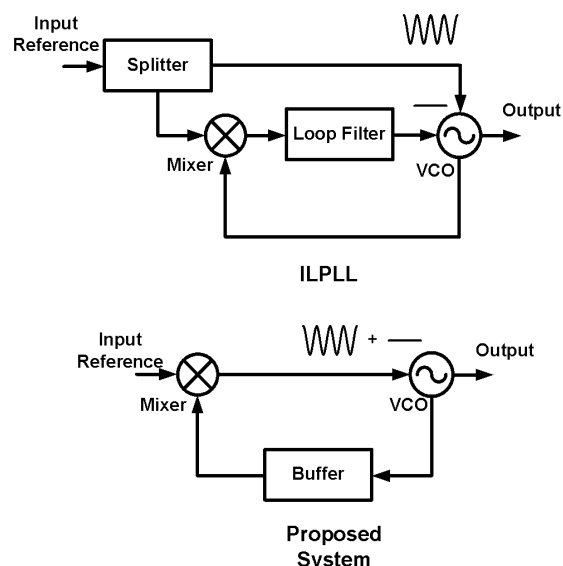 Input
Reference
Splitter
Output
Loop Filter
Mixer
VCO
ILPLL
Input
Reference
+
Output
Mixer
VCO
Buffer
Proposed
System